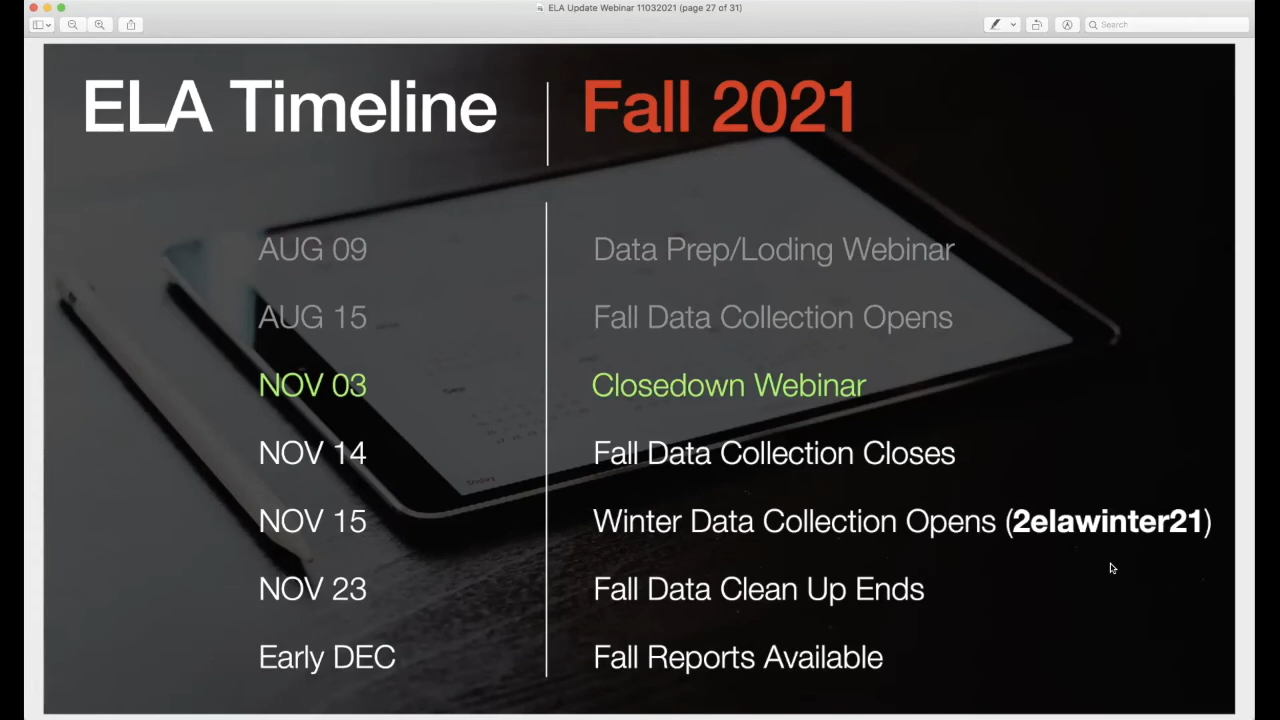 ELA Update Webinar 11032021 (page 27 of 31)
Search
ELA Timeline
Fall 2021
AUG 09 Data Prep/Loding Webinar
AUG 15 Fall Data Collection Opens
NOV 03 Closedown Webinar
NOV 14 Fall Data Collection Closes
NOV 15 Winter Data Collection Opens (2elawinter21)
NOV 23 Fall Data Clean Up Ends
Early DEC Fall Reports Available